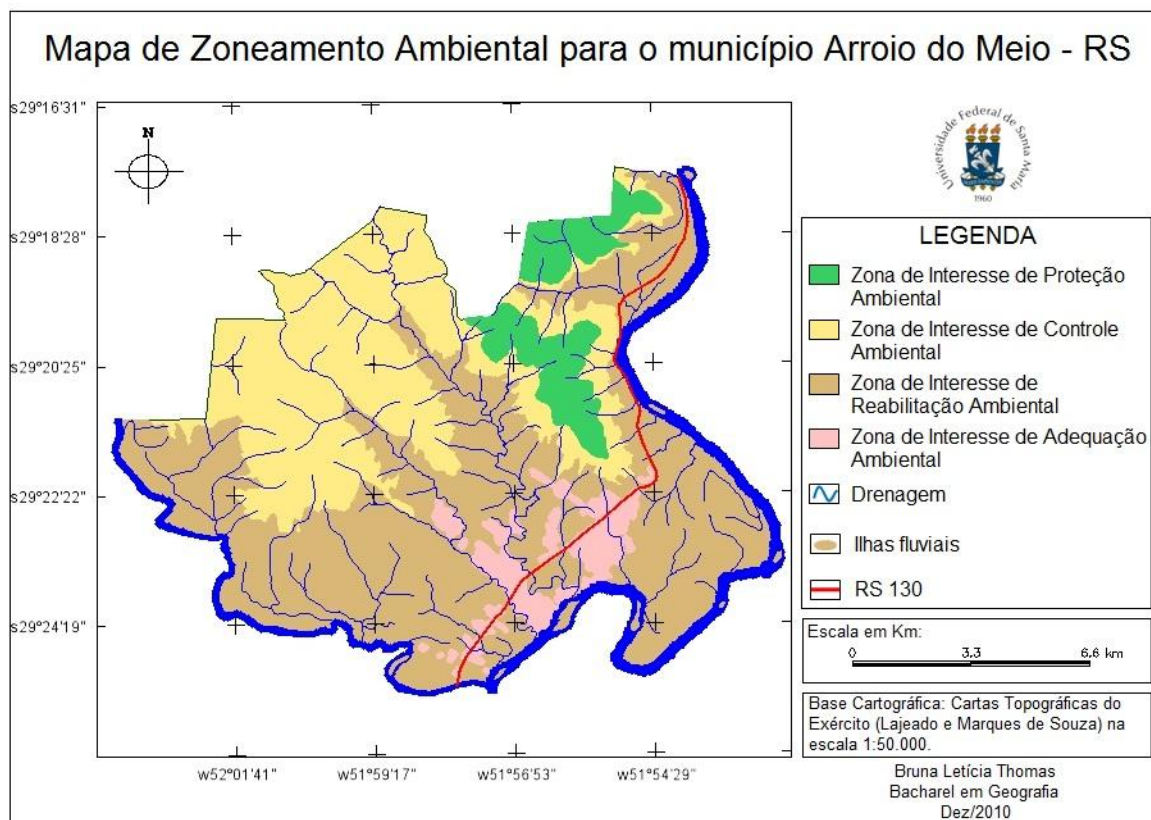 Mapa de Zoneamento Ambiental para o município Arroio do Meio - RS
s29°16'31"
s29°18'28"
s29°20'25"
s29°22'22"
s29°24'19"
N
w52°01'41"
w51°59'17"
w51°56'53"
w51°54'29"
Universidade Federal de Santa Maria
1960
LEGENDA
Zona de Interesse de Proteção
Ambiental
Zona de Interesse de Controle
Ambiental
Zona de Interesse de
Reabilitação Ambiental
Zona de Interesse de Adequação
Ambiental
Drenagem
Ilhas fluviais
RS 130
Escala em Km:
0 3.3 6.6 km
Base Cartográfica: Cartas Topográficas do
Exército (Lajeado e Marques de Souza) na
escala 1:50.000.
Bruna Letícia Thomas
Bacharel em Geografia
Dez/2010